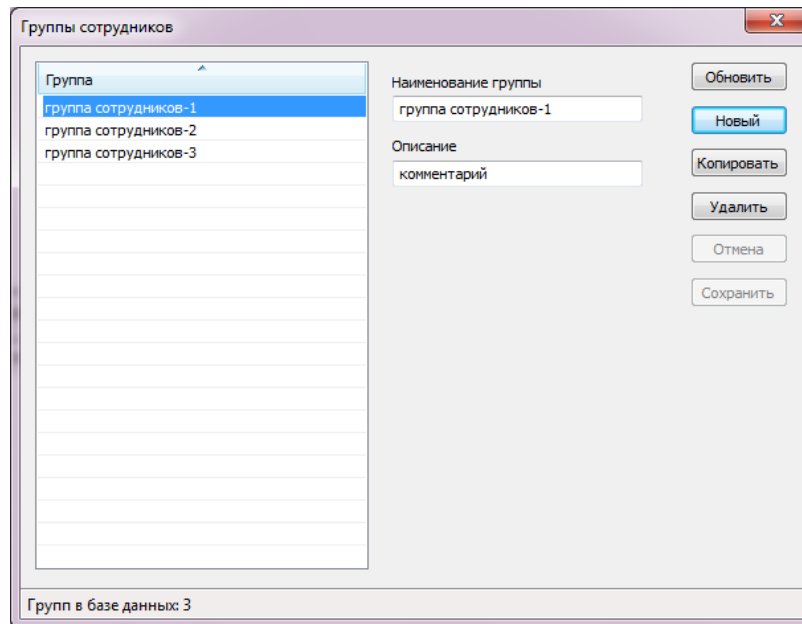 Группы сотрудников
Группа
группа сотрудников-1
группа сотрудников-2
группа сотрудников-3
Наименование группы
группа сотрудников-1
Описание
комментарий
Обновить
Новый
Копировать
Удалить
Отмена
Сохранить
Групп в базе данных: 3